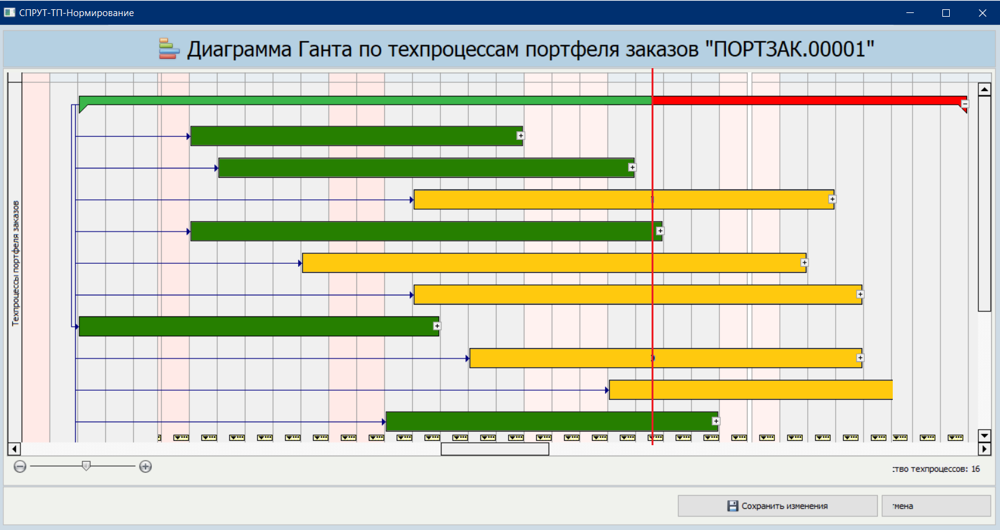 СПРУТ-ТП-Нормирование
Диаграмма Ганта по техпроцессам портфеля заказов "ПОРТЗАК.00001"
Техпроцессы портфеля заказов
тво техпроцессов: 16
Сохранить изменения
мена